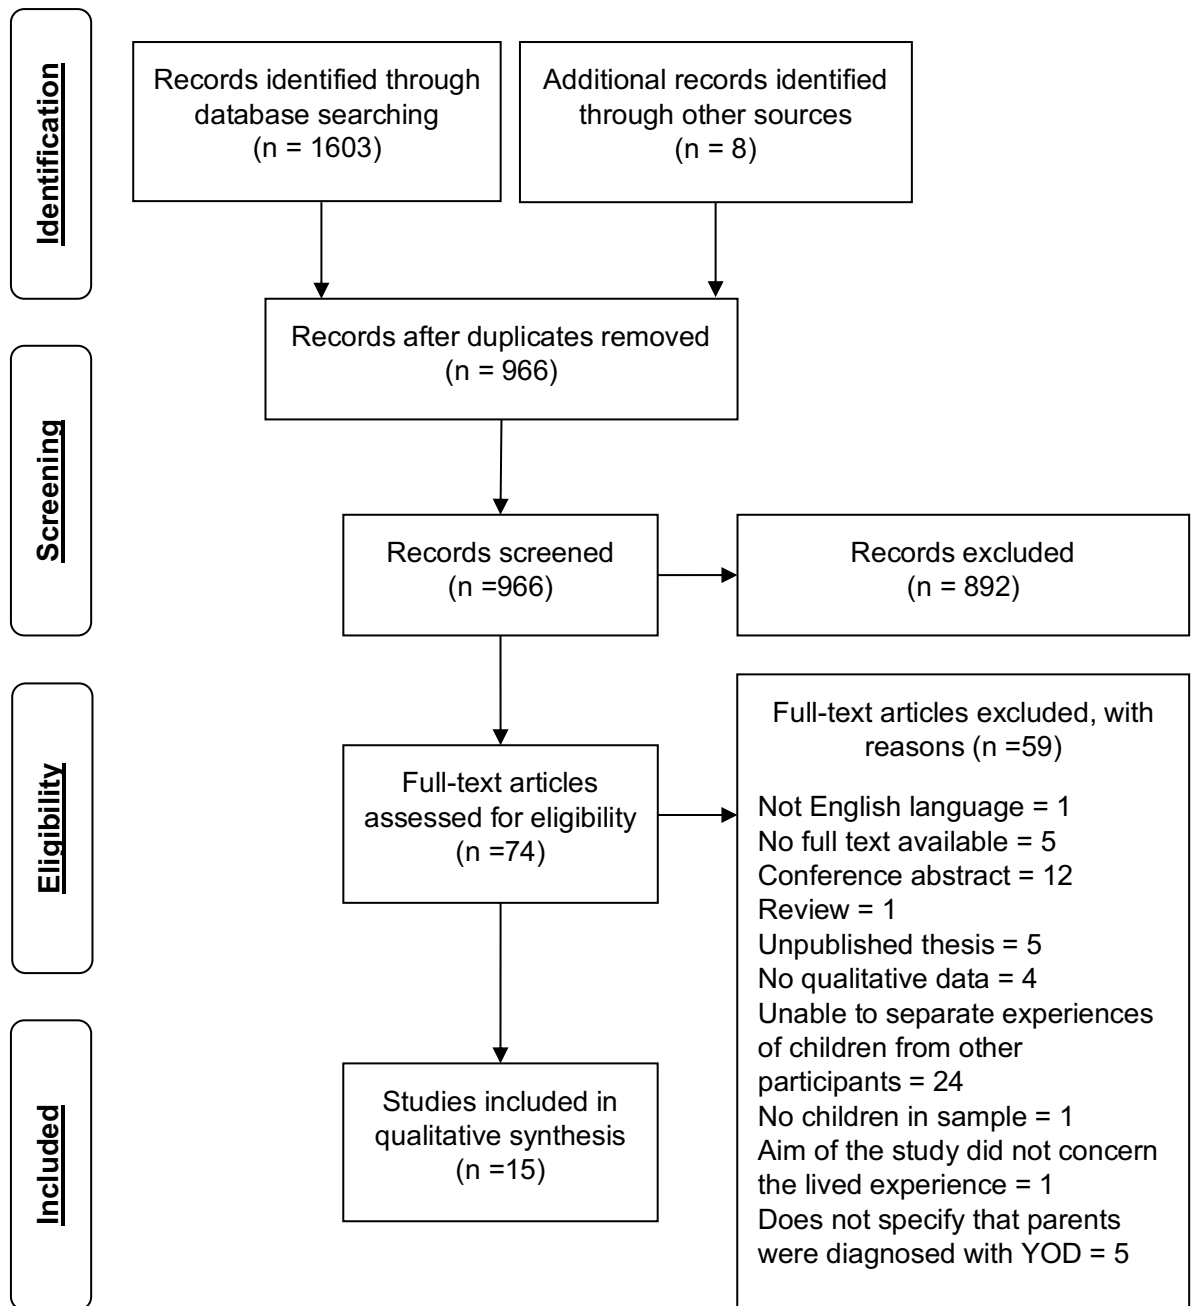 Identification
Records identified through
database searching
(n = 1603)
Additional records identified
through other sources
(n = 8)
Records after duplicates removed
(n = 966)
Screening
Records screened
(n =966)
Records excluded
(n = 892)
Eligibility
Full-text articles
assessed for eligibility
(n =74)
Full-text articles excluded, with
reasons (n =59)
Not English language = 1
No full text available = 5
Conference abstract = 12
Review = 1
Unpublished thesis = 5
No qualitative data = 4
Unable to separate experiences
of children from other
participants = 24
No children in sample = 1
Aim of the study did not concern
the lived experience = 1
Does not specify that parents
were diagnosed with YOD = 5
Included
Studies included in
qualitative synthesis
(n =15)